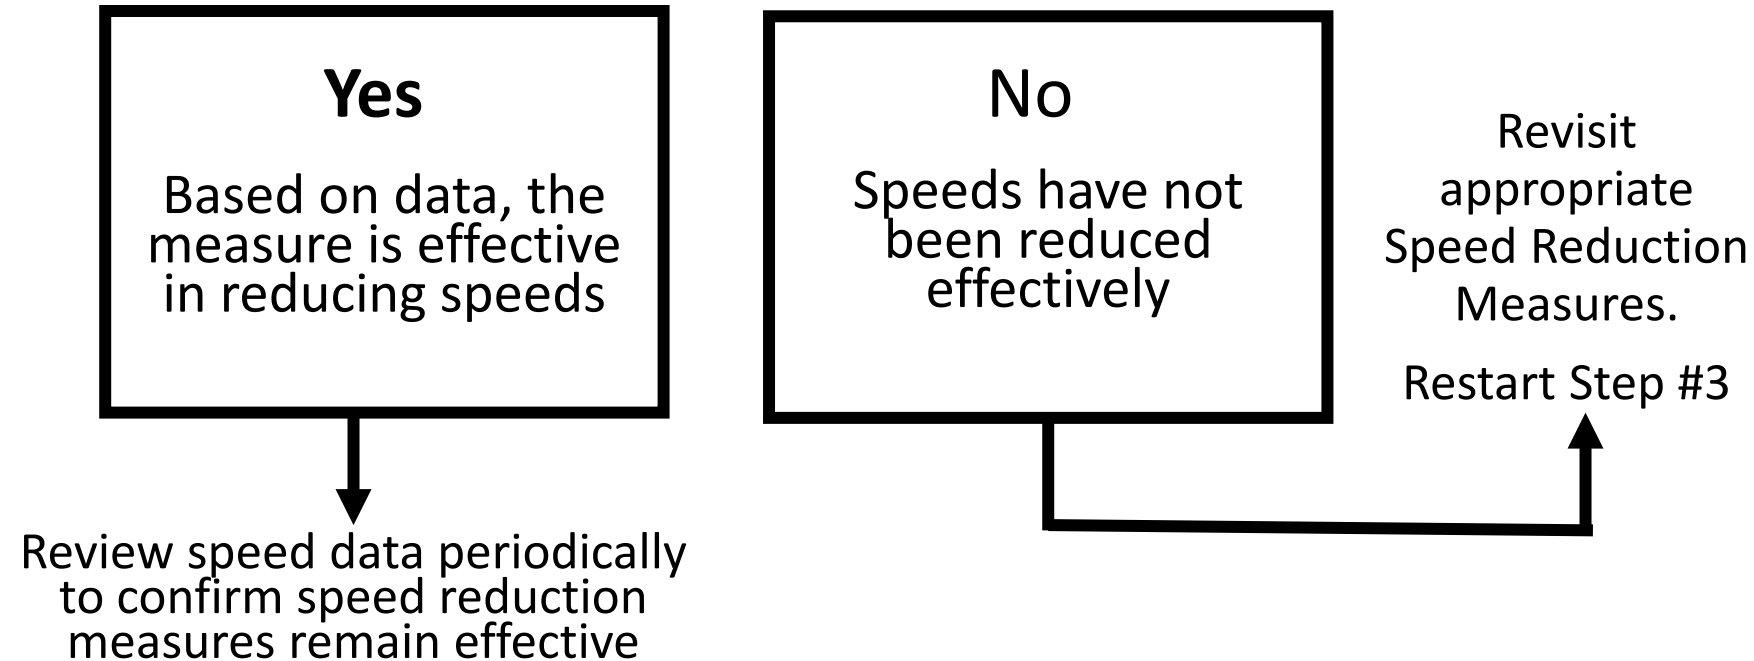 Yes
Based on data, the
measure is effective
in reducing speeds
Review speed data periodically
to confirm speed reduction
measures remain effective
No
Speeds have not
been reduced
effectively
Revisit
appropriate
Speed Reduction
Measures.
Restart Step #3